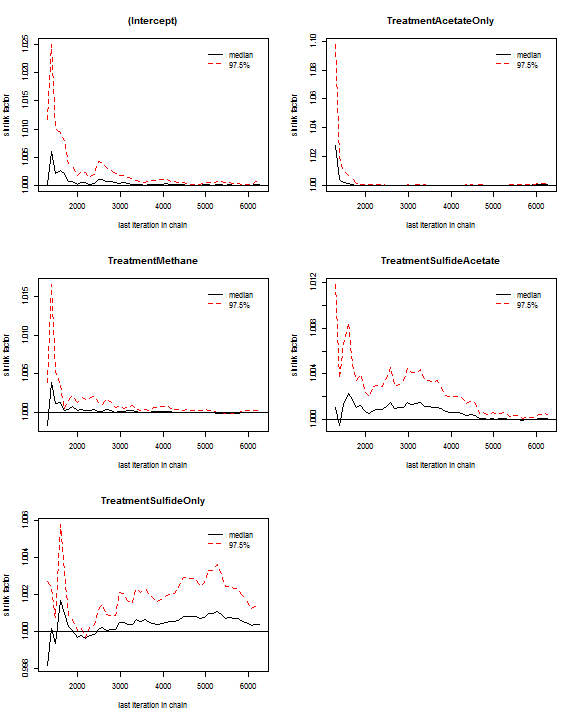 (Intercept)
shrink factor
1.000 1.005 1.010 1.015 1.020 1.025
median
97.5%
2000 3000 4000 5000 6000
last iteration in chain
TreatmentAcetateOnly
shrink factor
1.00 1.02 1.04 1.06 1.08 1.10
median
97.5%
2000 3000 4000 5000 6000
last iteration in chain
TreatmentMethane
shrink factor
1.000 1.005 1.010 1.015
median
97.5%
2000 3000 4000 5000 6000
last iteration in chain
TreatmentSulfideAcetate
shrink factor
1.000 1.004 1.008 1.012
median
97.5%
2000 3000 4000 5000 6000
last iteration in chain
TreatmentSulfideOnly
shrink factor
0.998 1.000 1.002 1.004 1.006
median
97.5%
2000 3000 4000 5000 6000
last iteration in chain